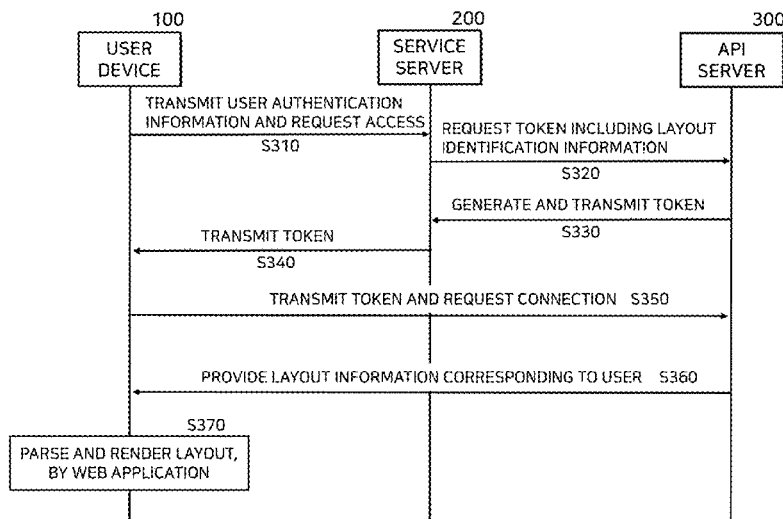 100
200
300
USER
DEVICE
SERVICE
SERVER
API
SERVER
TRANSMIT USER AUTHENTICATION
INFORMATION AND REQUEST ACCESS
S310
REQUEST TOKEN INCLUDING LAYOUT
IDENTIFICATION INFORMATION
S320
GENERATE AND TRANSMIT TOKEN
S330
TRANSMIT TOKEN
S340
TRANSMIT TOKEN AND REQUEST CONNECTION S350
PROVIDE LAYOUT INFORMATION CORRESPONDING TO USER S360
S370
PARSE AND RENDER LAYOUT,
BY WEB APPLICATION